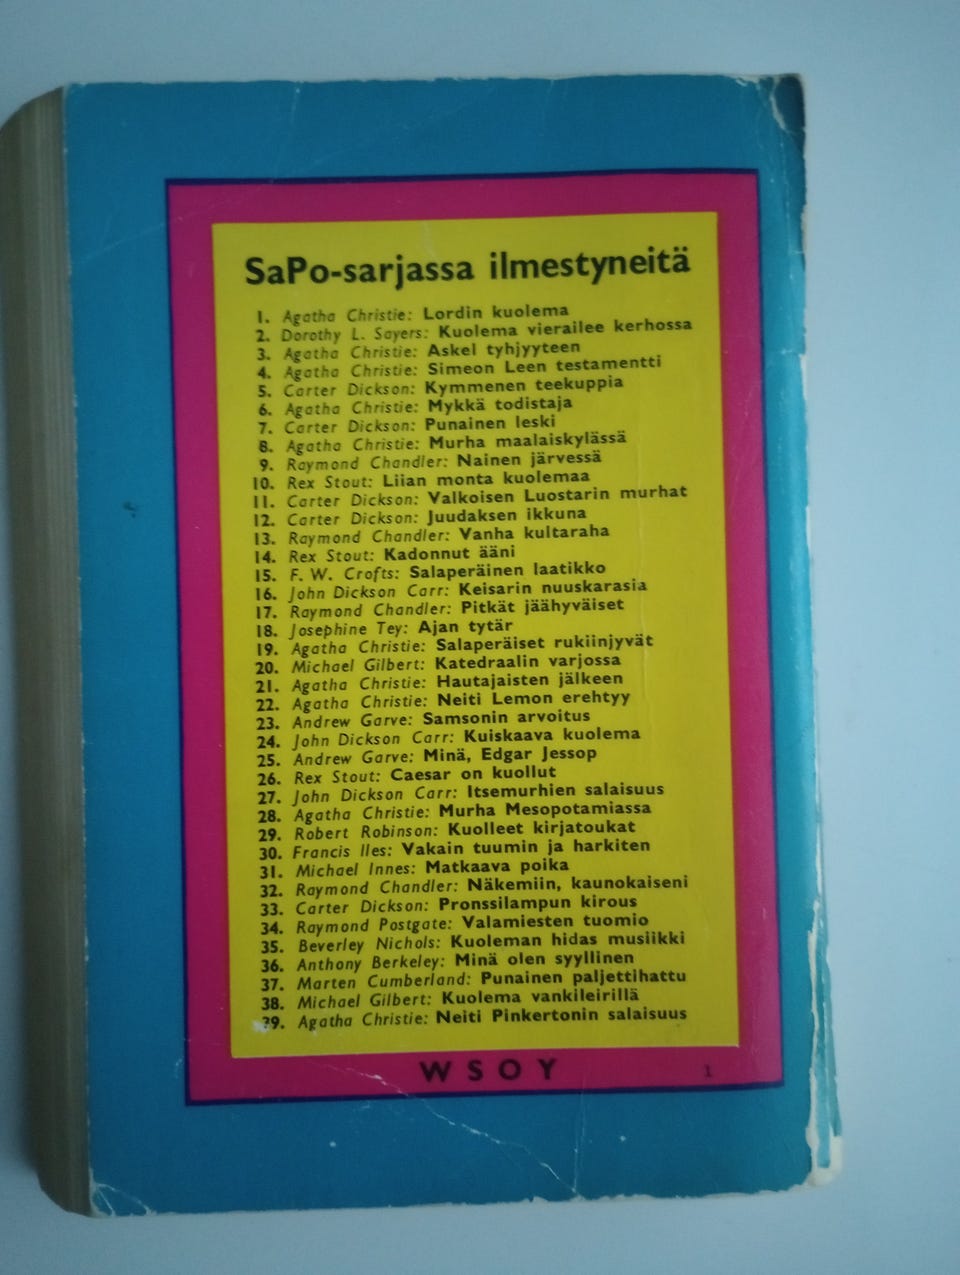 SaPo-sarjassa ilmestyneitä
1. Agatha Christie: Lordin kuolema
2. Dorothy L. Sayers: Kuolema vierailee kerhossa
3. Agatha Christie: Askel tyhjyyteen
4. Agatha Christie: Simeon Leen testamentti
5. Carter Dickson: Kymmenen teekuppia
6. Agatha Christie: Mykkä todistaja
7. Carter Dickson: Punainen leski
8. Agatha Christie: Murha maalaiskylässä
9. Raymond Chandler: Nainen järvessä
10. Rex Stout: Liian monta kuolemaa
11. Carter Dickson: Valkoisen Luostarin murhat
12. Carter Dickson: Juudaksen ikkuna
13. Raymond Chandler: Vanha kultaraha
14. Rex Stout: Kadonnut ääni
15. F. W. Crofts: Salaperäinen laatikko
16. John Dickson Carr: Keisarin nuuskarasia
17. Raymond Chandler: Pitkät jäähyväiset
18. Josephine Tey: Ajan tytär
19. Agatha Christie: Salaperäiset rukiinjyvät
20. Michael Gilbert: Katedraalin varjossa
21. Agatha Christie: Hautajaisten jälkeen
22. Agatha Christie: Neiti Lemon erehtyy
23. Andrew Garve: Samsonin arvoitus
24. John Dickson Carr: Kuiskaava kuolema
25. Andrew Garve: Minä, Edgar Jessop
26. Rex Stout: Caesar on kuollut
27. John Dickson Carr: Itsemurhien salaisuus
28. Agatha Christie: Murha Mesopotamiassa
29. Robert Robinson: Kuolleet kirjatoukat
30. Francis Iles: Vakain tuumin ja harkiten
31. Michael Innes: Matkaava poika
32. Raymond Chandler: Näkemiin, kaunokaiseni
33. Carter Dickson: Pronssilampun kirous
34. Raymond Postgate: Valamiesten tuomio
35. Beverley Nichols: Kuoleman hidas musiikki
36. Anthony Berkeley: Minä olen syyllinen
37. Marten Cumberland: Punainen paljettihattu
38. Michael Gilbert: Kuolema vankileirillä
39. Agatha Christie: Neiti Pinkertonin salaisuus
WSOY 1